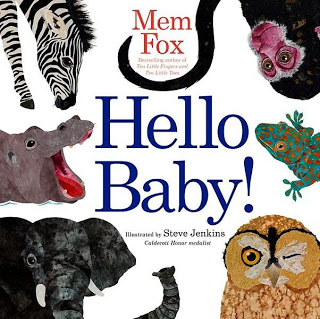 Mem
Fox
Bestselling author of
Ten Little Fingers and
Ten Little Toes
Hello
Baby!
Illustrated by Steve Jenkins
Caldecott Honor medalist